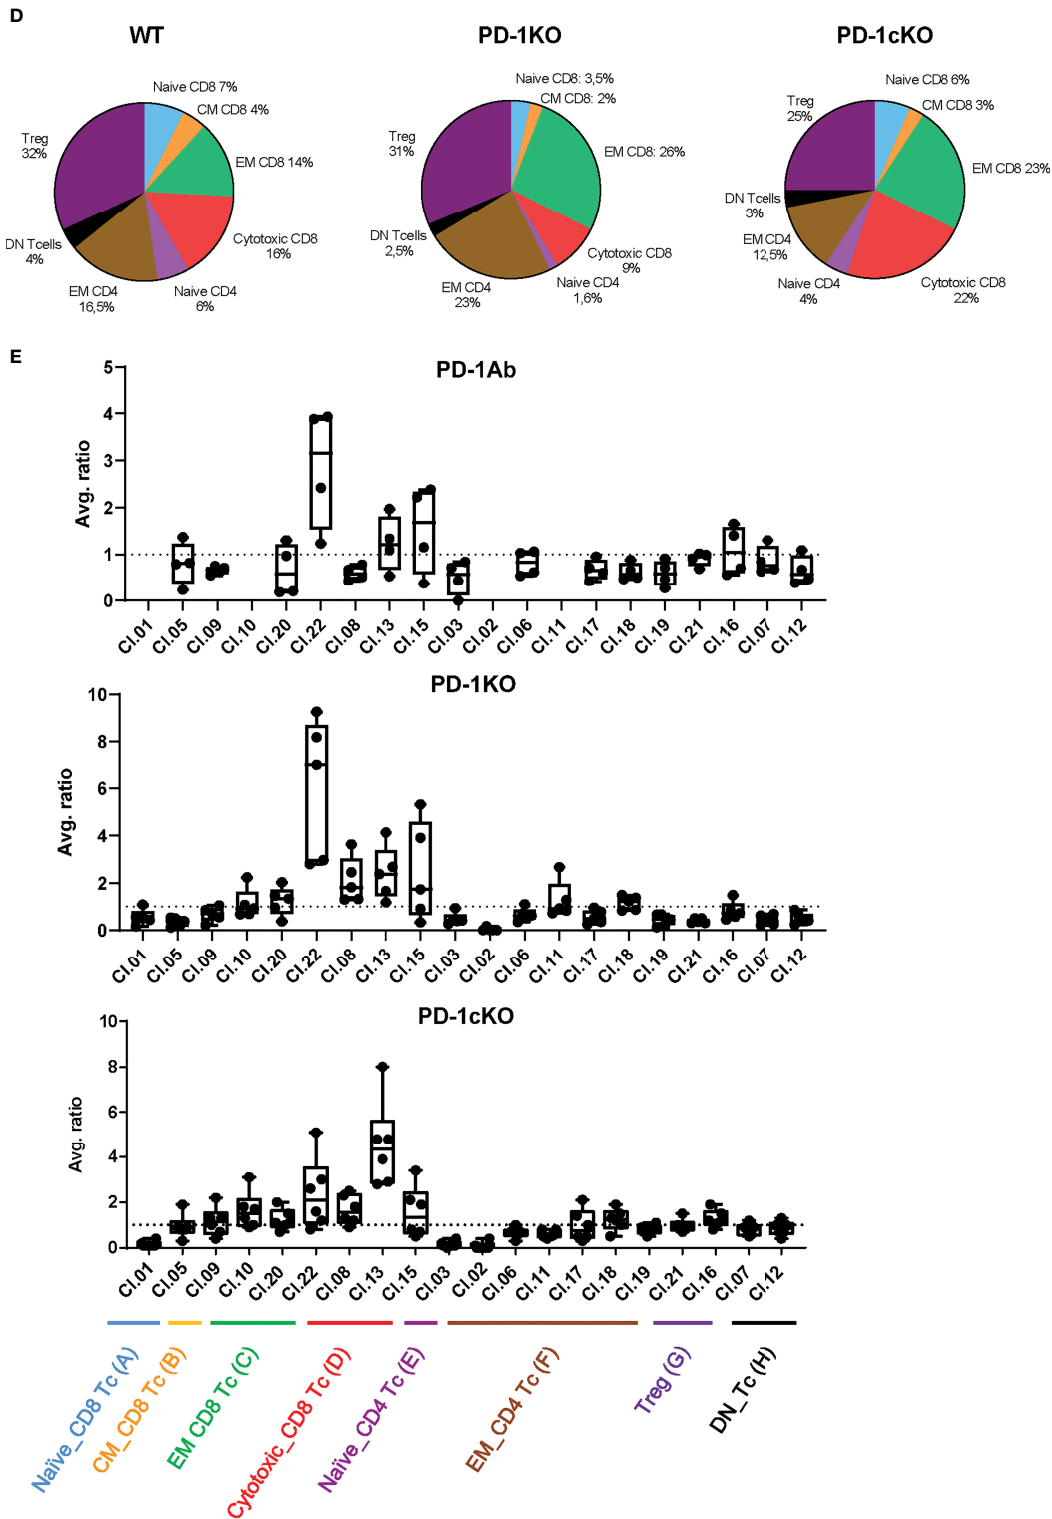 D
WT
PD-1KO
PD-1cKO
Naive CD8 7%
CM CD8 4%
EM CD8 14%
Cytotoxic CD8
16%
Naive CD4
6%
EM CD4
16,5%
DN Tcells
4%
Treg
32%
Naive CD8: 3,5%
CM CD8: 2%
EM CD8: 26%
Cytotoxic CD8
9%
Naive CD4
1,6%
EM CD4
23%
DN Tcells
2,5%
Treg
31%
Naive CD8 6%
CM CD8 3%
EM CD8 23%
Cytotoxic CD8
22%
Naive CD4
4%
EM CD4
12,5%
DN Tcells
3%
Treg
25%
E
PD-1Ab
Avg. ratio
5
4
3
2
1
0
Cl.01 Cl.05 Cl.09 Cl.10 Cl.20 Cl.22 Cl.08 Cl.13 Cl.15 Cl.03 Cl.02 Cl.06 Cl.11 Cl.17 Cl.18 Cl.19 Cl.21 Cl.16 Cl.07 Cl.12
PD-1KO
Avg. ratio
10
8
6
4
2
0
Cl.01 Cl.05 Cl.09 Cl.10 Cl.20 Cl.22 Cl.08 Cl.13 Cl.15 Cl.03 Cl.02 Cl.06 Cl.11 Cl.17 Cl.18 Cl.19 Cl.21 Cl.16 Cl.07 Cl.12
PD-1cKO
Avg. ratio
10
8
6
4
2
0
Cl.01 Cl.05 Cl.09 Cl.10 Cl.20 Cl.22 Cl.08 Cl.13 Cl.15 Cl.03 Cl.02 Cl.06 Cl.11 Cl.17 Cl.18 Cl.19 Cl.21 Cl.16 Cl.07 Cl.12
Naïve_CD8 Tc (A)
CM_CD8 Tc (B)
EM CD8 Tc (C)
Cytotoxic_CD8 Tc (D)
Naïve_CD4 Tc (E)
EM_CD4 Tc (F)
Treg (G)
DN_Tc (H)